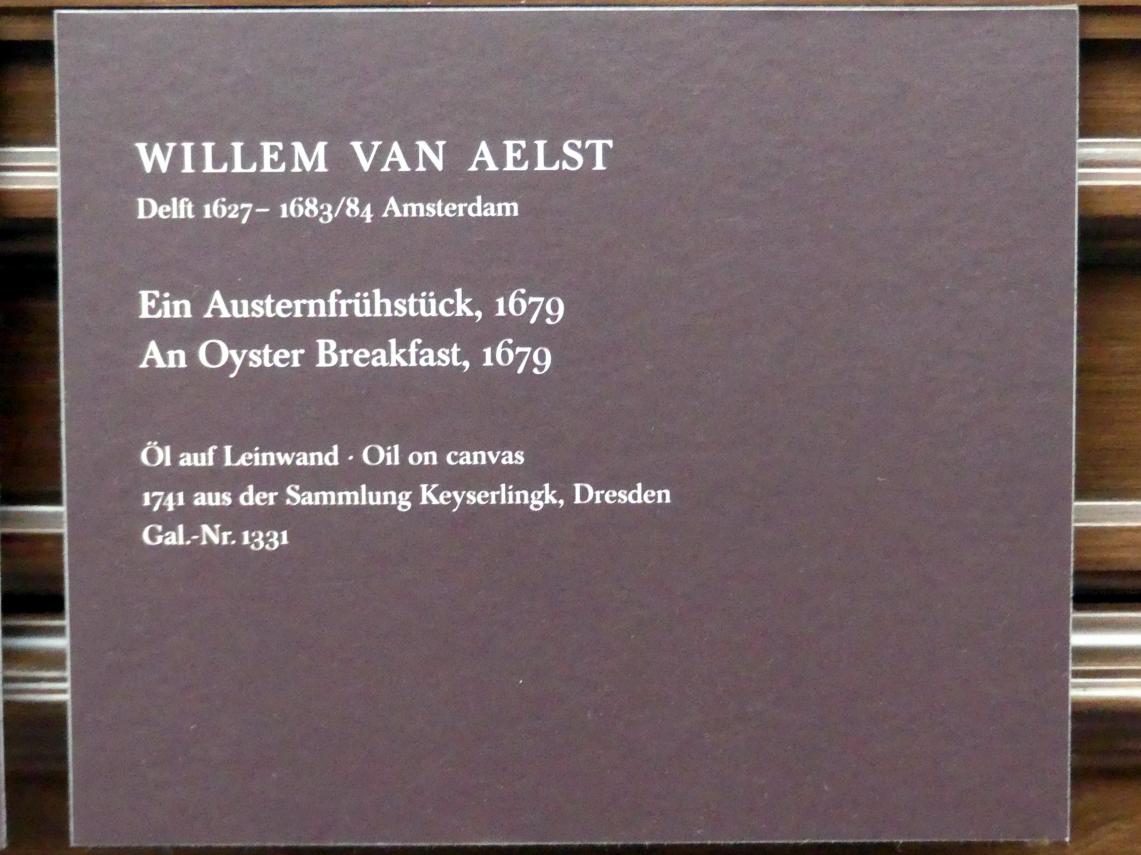 WILLEM VAN AELST
Delft 1627– 1683/84 Amsterdam
Ein Austernfrühstück, 1679
An Oyster Breakfast, 1679
Öl auf Leinwand · Oil on canvas
1741 aus der Sammlung Keyserlingk, Dresden
Gal.-Nr. 1331